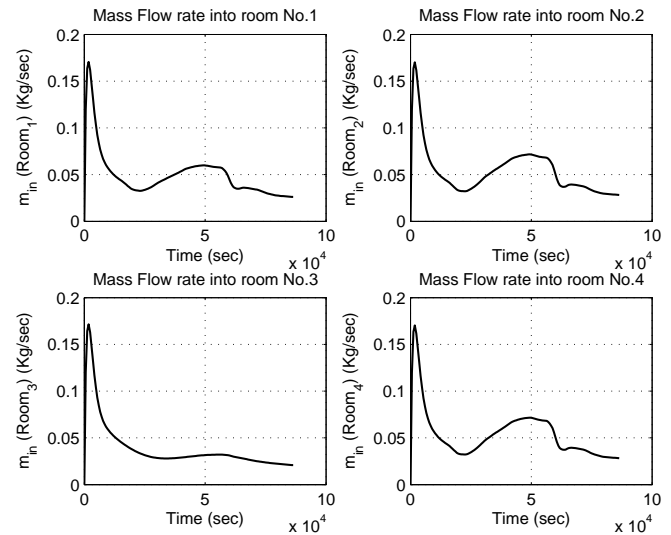 Mass Flow rate into room No.1
m_in (Room_1) (Kg/sec)
0.2
0.15
0.1
0.05
0
0
5
10
Time (sec)
x 10^4
Mass Flow rate into room No.2
m_in (Room_2) (Kg/sec)
0.2
0.15
0.1
0.05
0
0
5
10
Time (sec)
x 10^4
Mass Flow rate into room No.3
m_in (Room_3) (Kg/sec)
0.2
0.15
0.1
0.05
0
0
5
10
Time (sec)
x 10^4
Mass Flow rate into room No.4
m_in (Room_4) (Kg/sec)
0.2
0.15
0.1
0.05
0
0
5
10
Time (sec)
x 10^4